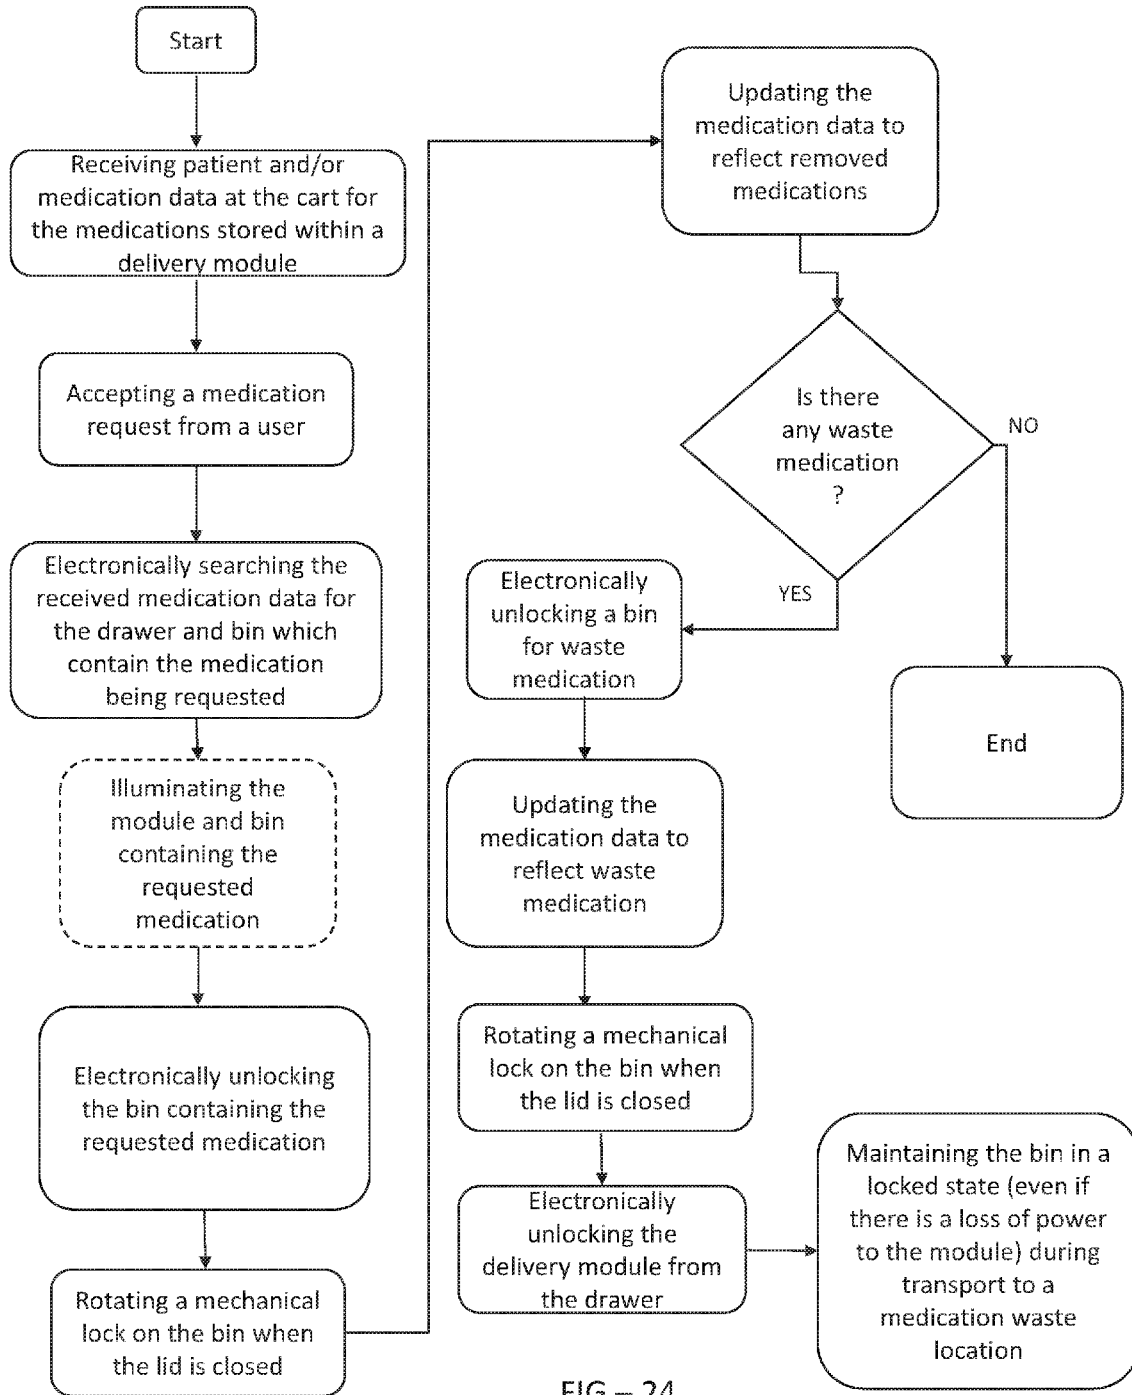 Start
Receiving patient and/or
medication data at the cart for
the medications stored within a
delivery module
Accepting a medication
request from a user
Electronically searching the
received medication data for
the drawer and bin which
contain the medication
being requested
Illuminating the
module and bin
containing the
requested
medication
Electronically unlocking
the bin containing the
requested medication
Rotating a mechanical
lock on the bin when
the lid is closed
Updating the
medication data to
reflect removed
medications
Is there
any waste
medication
?
NO
YES
End
Electronically
unlocking a bin
for waste
medication
Updating the
medication data to
reflect waste
medication
Rotating a mechanical
lock on the bin when
the lid is closed
Electronically
unlocking the
delivery module from
the drawer
Maintaining the bin in a
locked state (even if
there is a loss of power
to the module) during
transport to a
medication waste
location
FIG – 24